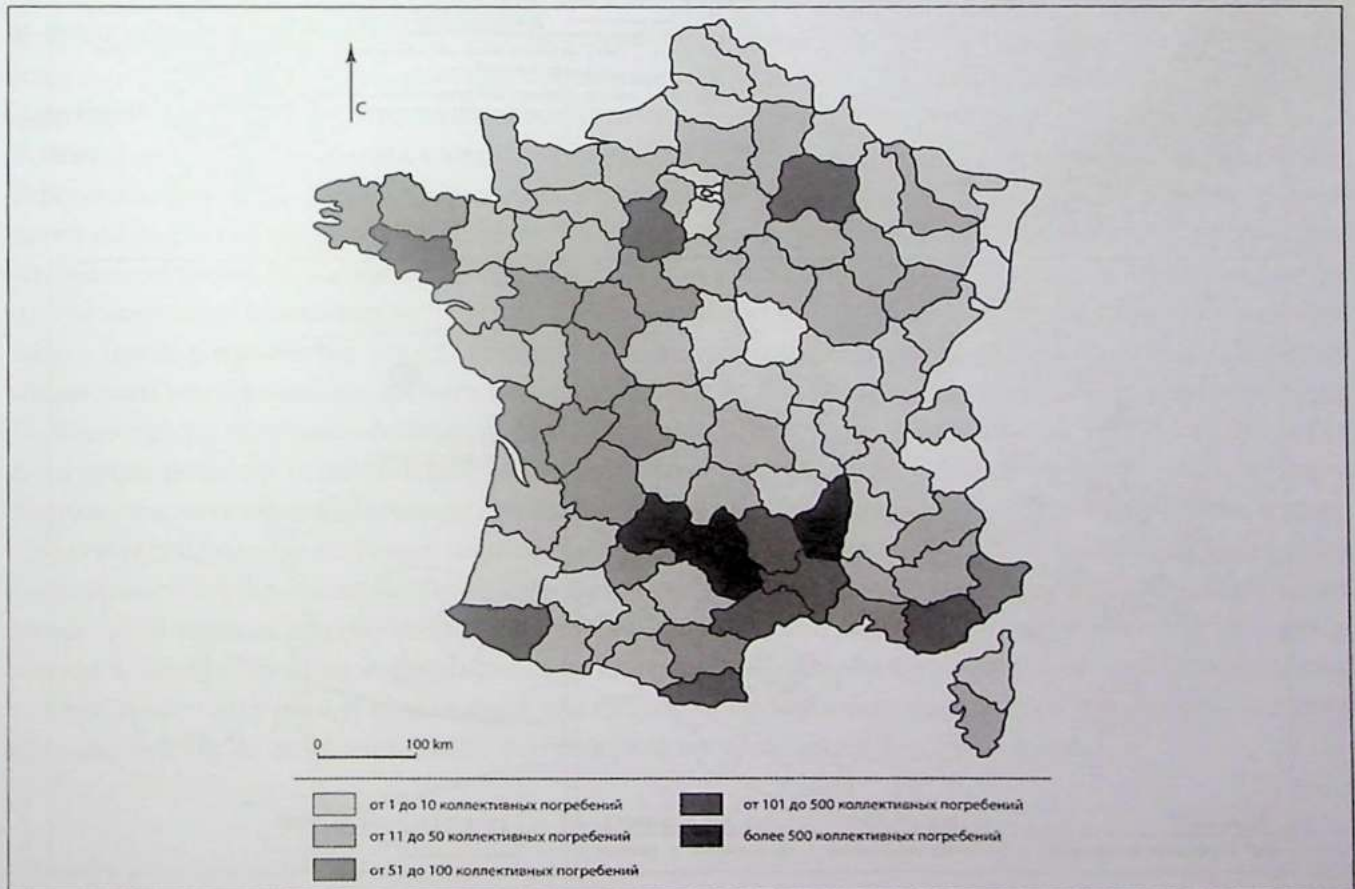 С
0 100 km
от 1 до 10 коллективных погребений
от 11 до 50 коллективных погребений
от 51 до 100 коллективных погребений
от 101 до 500 коллективных погребений
более 500 коллективных погребений